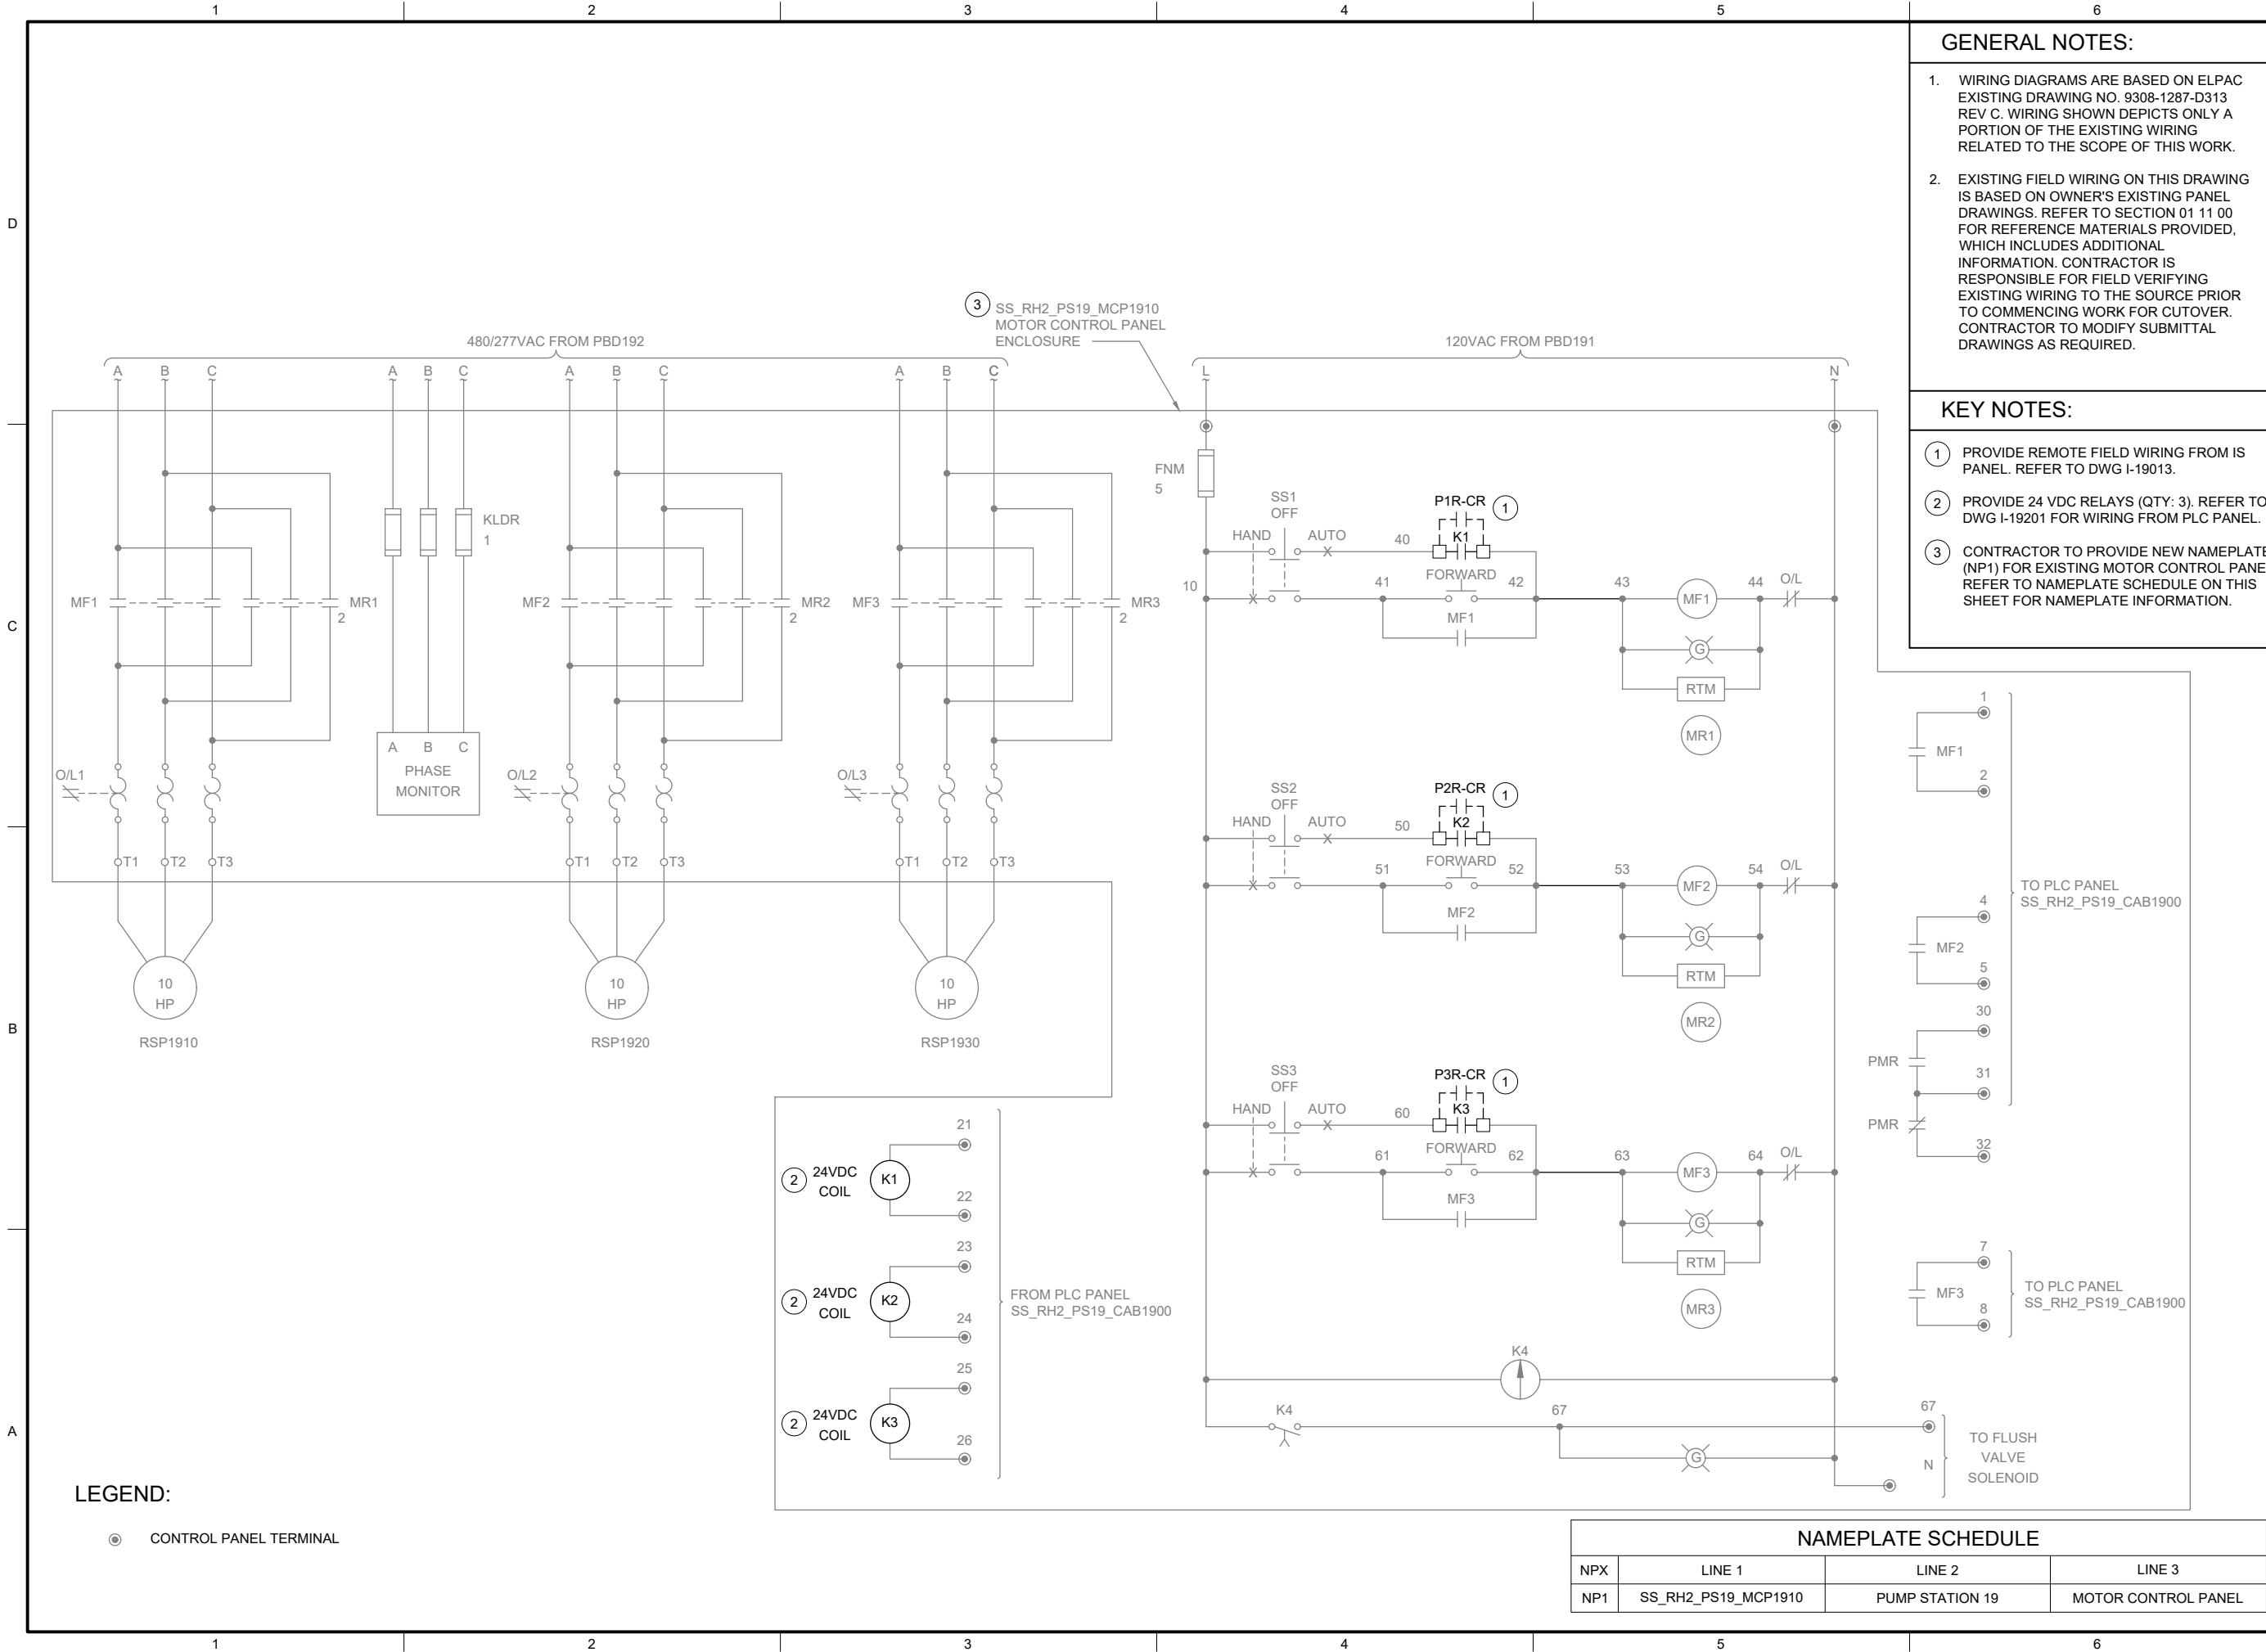 1 2 3 4 5 6
GENERAL NOTES:
1. WIRING DIAGRAMS ARE BASED ON ELPAC
EXISTING DRAWING NO. 9308-1287-D313
REV C. WIRING SHOWN DEPICTS ONLY A
PORTION OF THE EXISTING WIRING
RELATED TO THE SCOPE OF THIS WORK.
2. EXISTING FIELD WIRING ON THIS DRAWING
IS BASED ON OWNER'S EXISTING PANEL
DRAWINGS. REFER TO SECTION 01 11 00
FOR REFERENCE MATERIALS PROVIDED,
WHICH INCLUDES ADDITIONAL
INFORMATION. CONTRACTOR IS
RESPONSIBLE FOR FIELD VERIFYING
EXISTING WIRING TO THE SOURCE PRIOR
TO COMMENCING WORK FOR CUTOVER.
CONTRACTOR TO MODIFY SUBMITTAL
DRAWINGS AS REQUIRED.
KEY NOTES:
1 PROVIDE REMOTE FIELD WIRING FROM IS
PANEL. REFER TO DWG I-19013.
2 PROVIDE 24 VDC RELAYS (QTY: 3). REFER TO
DWG I-19201 FOR WIRING FROM PLC PANEL.
3 CONTRACTOR TO PROVIDE NEW NAMEPLATE
(NP1) FOR EXISTING MOTOR CONTROL PANE
REFER TO NAMEPLATE SCHEDULE ON THIS
SHEET FOR NAMEPLATE INFORMATION.
D
C
B
A
3 SS_RH2_PS19_MCP1910
MOTOR CONTROL PANEL
ENCLOSURE
480/277VAC FROM PBD192
A B C A B C A B C A B C
KLDR
1
MF1 MR1
2
MF2 MR2
2
MF3 MR3
2
A B C
PHASE
MONITOR
O/L1
O/L2
O/L3
T1 T2 T3
T1 T2 T3
T1 T2 T3
10
HP
RSP1910
10
HP
RSP1920
10
HP
RSP1930
120VAC FROM PBD191
L N
FNM
5
10
SS1
OFF
HAND AUTO 40
P1R-CR 1
K1
FORWARD
41 42 43 MF1 44 O/L
MF1
G
RTM
MR1
SS2
OFF
HAND AUTO 50
P2R-CR 1
K2
FORWARD
51 52 53 MF2 54 O/L
MF2
G
RTM
MR2
SS3
OFF
HAND AUTO 60
P3R-CR 1
K3
FORWARD
61 62 63 MF3 64 O/L
MF3
G
RTM
MR3
K4
K4 67
G
1
MF1
2
4
MF2
5
30
PMR
31
PMR
32
TO PLC PANEL
SS_RH2_PS19_CAB1900
7
MF3
8
TO PLC PANEL
SS_RH2_PS19_CAB1900
67
N
TO FLUSH
VALVE
SOLENOID
21
2 24VDC
COIL
K1
22
23
2 24VDC
COIL
K2
24
25
2 24VDC
COIL
K3
26
FROM PLC PANEL
SS_RH2_PS19_CAB1900
LEGEND:
CONTROL PANEL TERMINAL
NAMEPLATE SCHEDULE
NPX LINE 1 LINE 2 LINE 3
NP1 SS_RH2_PS19_MCP1910 PUMP STATION 19 MOTOR CONTROL PANEL
1 2 3 4 5 6